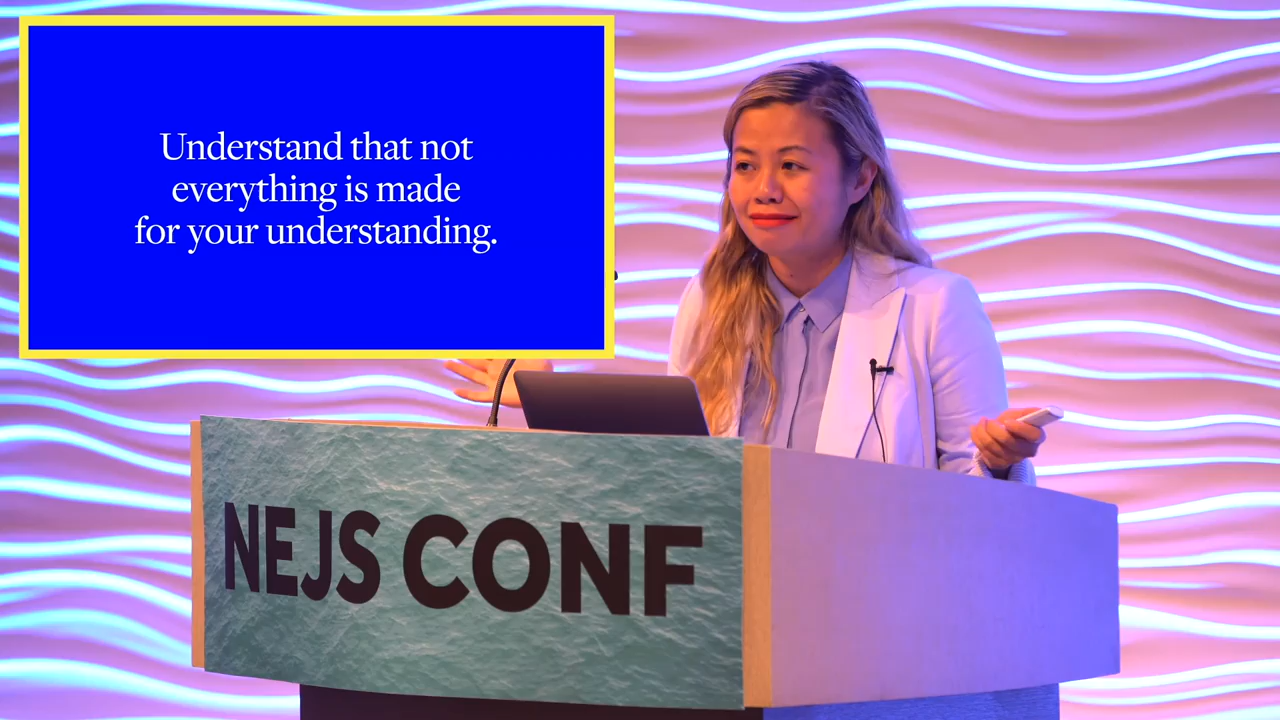 Understand that not
everything is made
for your understanding.
NEJS CONF